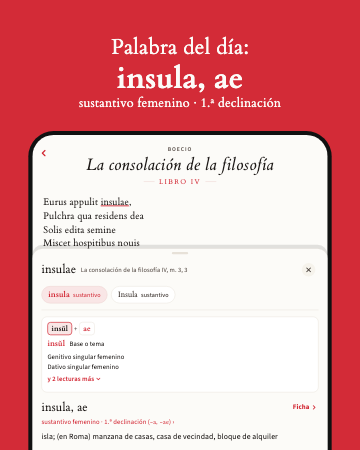 Palabra del día:
insula, ae
sustantivo femenino · 1.ª declinación
BOECIO
La consolación de la filosofía
LIBRO IV
Eurus appulit insulae,
Pulchra qua residens dea
Solis edita semine
Miscet hospitibus nouis
insulae La consolación de la filosofía IV, m. 3, 3
insula sustantivo Insula sustantivo
insŭl + ae
insŭl Base o tema
Genitivo singular femenino
Dativo singular femenino
y 2 lecturas más
insula, ae Ficha
sustantivo femenino · 1.ª declinación (-a, -ae) ›
isla; (en Roma) manzana de casas, casa de vecindad, bloque de alquiler